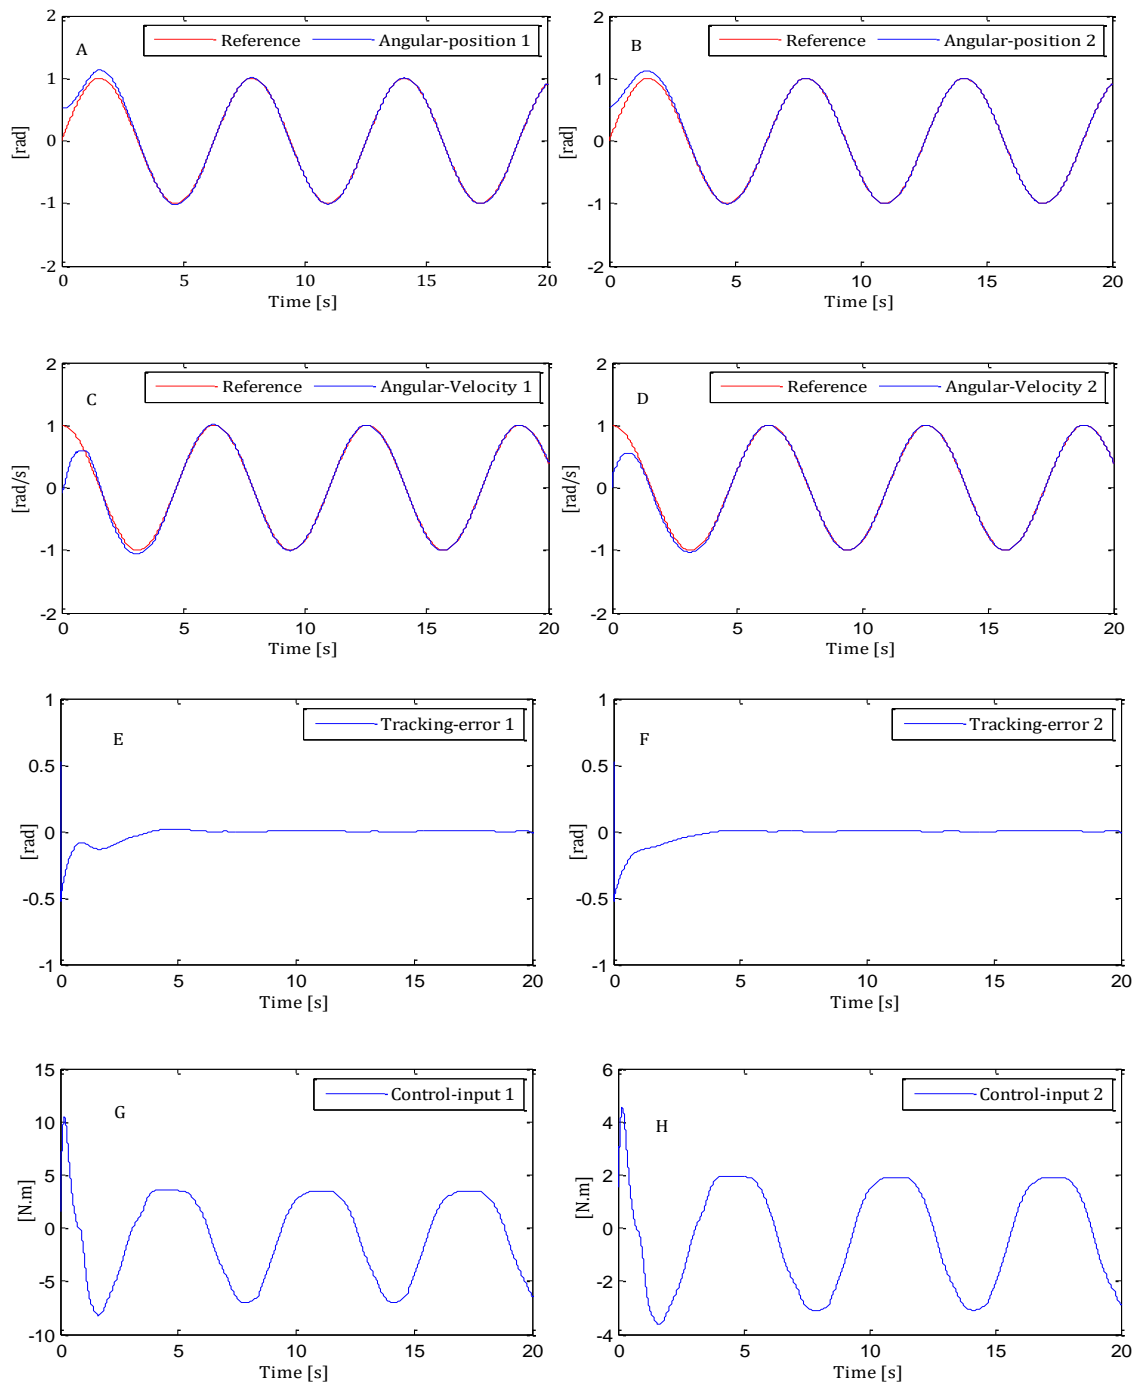 2
A
Reference
Angular-position 1
1
[rad]
0
-1
-2
0
5
10
15
20
Time [s]
2
B
Reference
Angular-position 2
1
[rad]
0
-1
-2
0
5
10
15
20
Time [s]
2
C
Reference
Angular-Velocity 1
1
[rad/s]
0
-1
-2
0
5
10
15
20
Time [s]
2
D
Reference
Angular-Velocity 2
1
[rad/s]
0
-1
-2
0
5
10
15
20
Time [s]
1
E
Tracking-error 1
0.5
[rad]
0
-0.5
-1
0
5
10
15
20
Time [s]
1
F
Tracking-error 2
0.5
[rad]
0
-0.5
-1
0
5
10
15
20
Time [s]
15
G
Control-input 1
10
5
[N.m]
0
-5
-10
0
5
10
15
20
Time [s]
6
H
Control-input 2
4
2
[N.m]
0
-2
-4
0
5
10
15
20
Time [s]